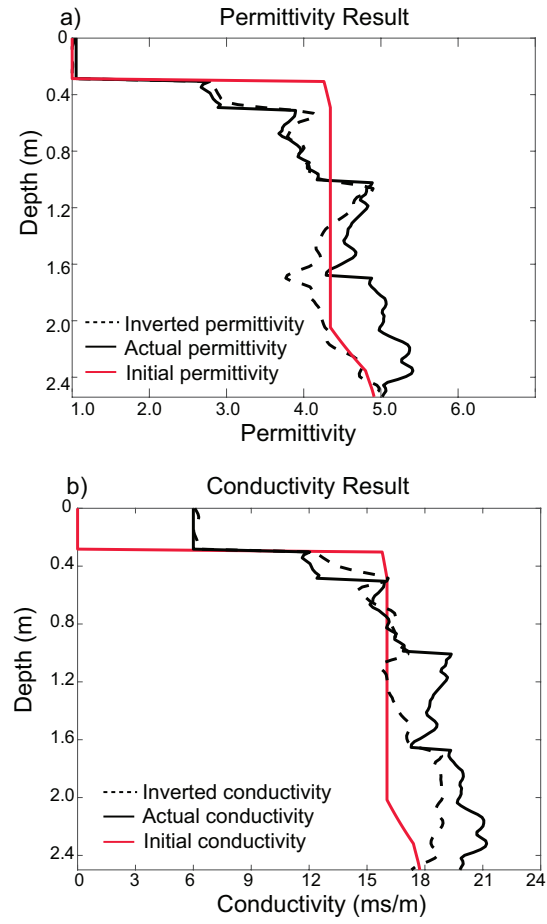 a) Permittivity Result
0
0.4
0.8
1.2
1.6
2.0
2.4
Depth (m)
Inverted permittivity
Actual permittivity
Initial permittivity
1.0 2.0 3.0 4.0 5.0 6.0
Permittivity
b) Conductivity Result
0
0.4
0.8
1.2
1.6
2.0
2.4
Depth (m)
Inverted conductivity
Actual conductivity
Initial conductivity
0 3 6 9 12 15 18 21 24
Conductivity (ms/m)